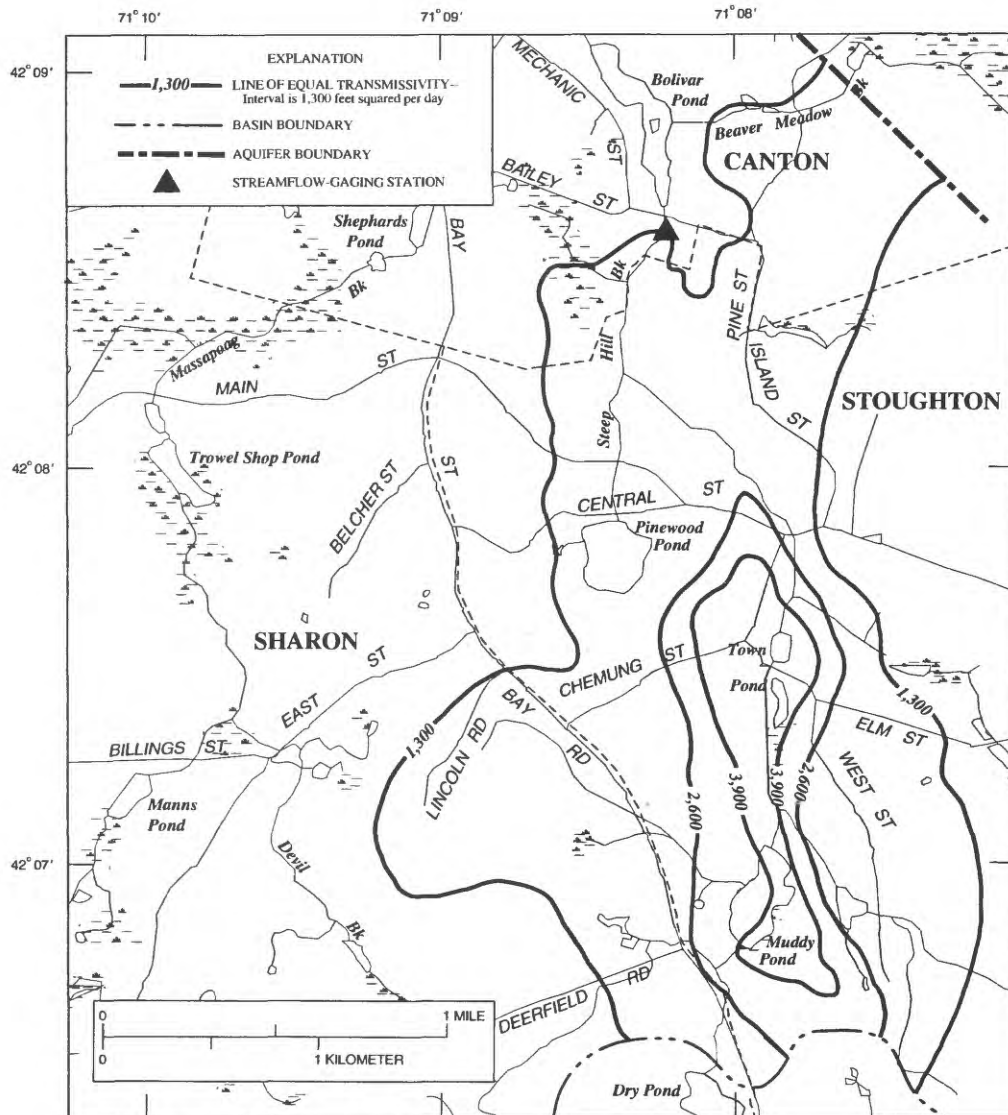 71° 10'
71° 09'
71° 08'
42° 09'
EXPLANATION
1,300 LINE OF EQUAL TRANSMISSIVITY–
Interval is 1,300 feet squared per day
BASIN BOUNDARY
AQUIFER BOUNDARY
STREAMFLOW-GAGING STATION
MECHANIC
ST
Bolivar
Pond
Beaver Meadow
Bk
CANTON
BAILEY
ST
Shephards
Pond
BAY
ST
Bk
Massapoag
Bk
Hill
Steep
PINE ST
ISLAND
ST
MAIN
ST
STOUGHTON
42° 08'
Trowel Shop Pond
BELCHER ST
CENTRAL
ST
Pinewood
Pond
SHARON
EAST
ST
CHEMUNG
ST
Town
Pond
BAY
RD
1,300
LINCOLN RD
1,300
ELM ST
BILLINGS ST
WEST
ST
2,600
3,900
3,900
2,600
Manns
Pond
42° 07'
Devil
Bk
Muddy
Pond
DEERFIELD
RD
Dry Pond
0
1 MILE
0
1 KILOMETER